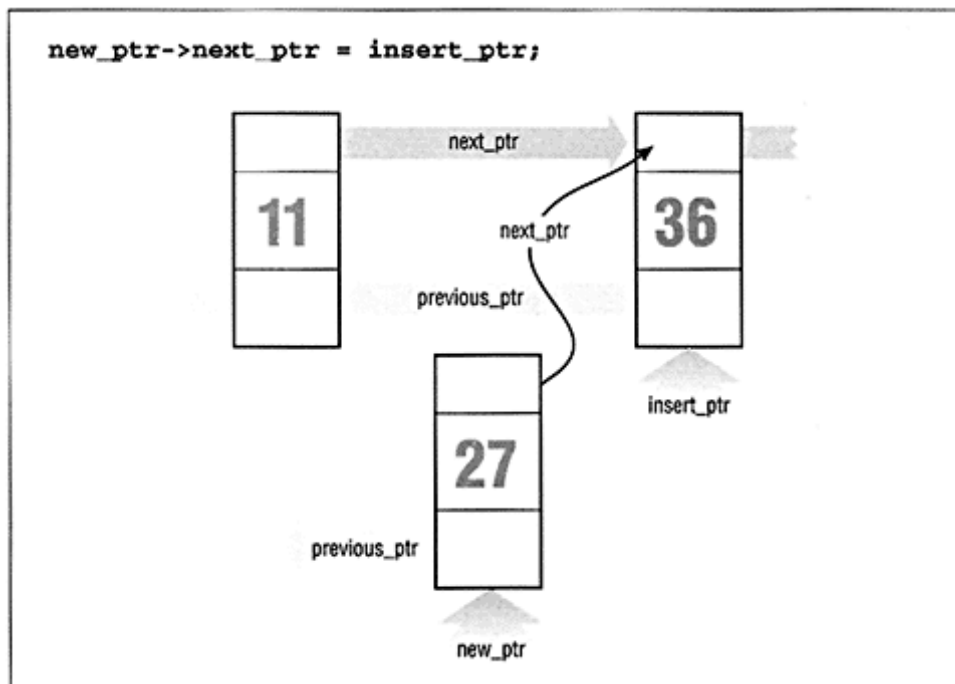 new_ptr->next_ptr = insert_ptr;
next_ptr
11
36
next_ptr
previous_ptr
insert_ptr
27
previous_ptr
new_ptr